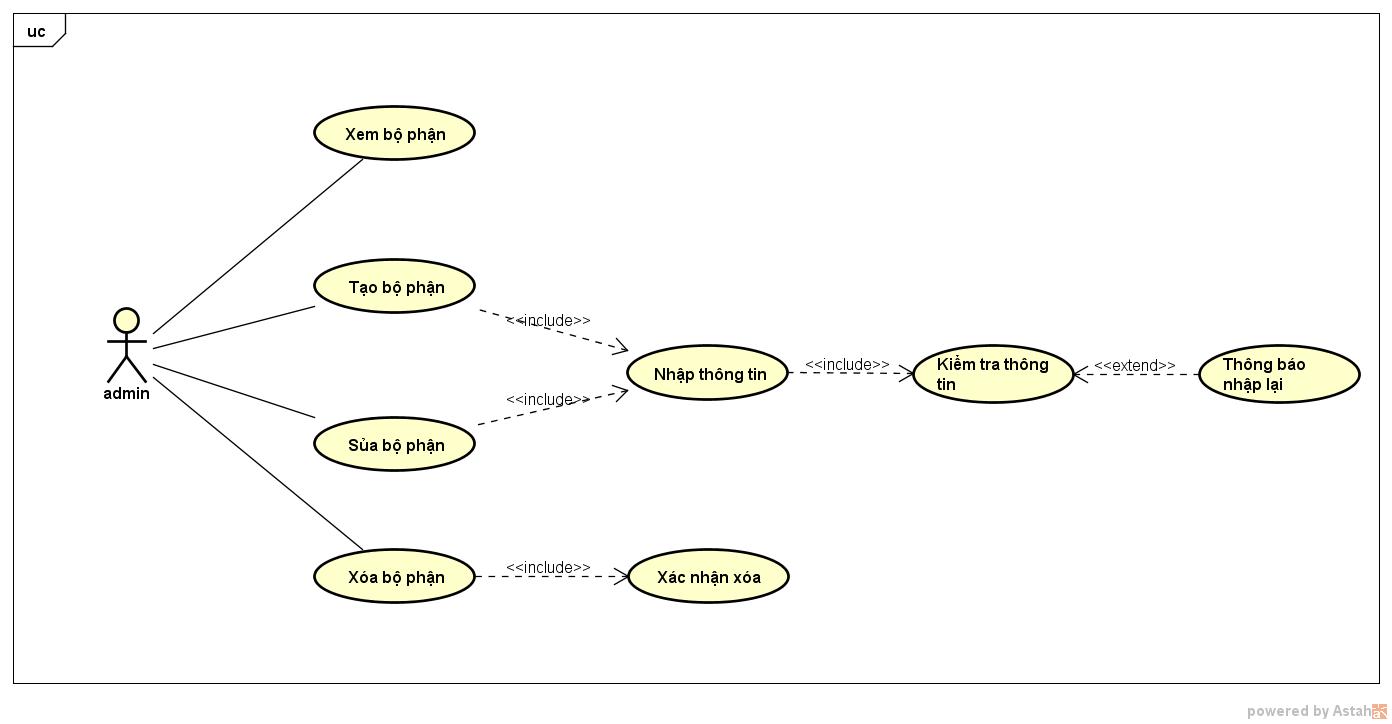 uc
Xem bộ phận
Tạo bộ phận
<<include>>
admin
Nhập thông tin
<<include>>
Kiểm tra thông
tin
<<extend>>
Thông báo
nhập lại
<<include>>
Sủa bộ phận
Xóa bộ phận
<<include>>
Xác nhận xóa
powered by Astah